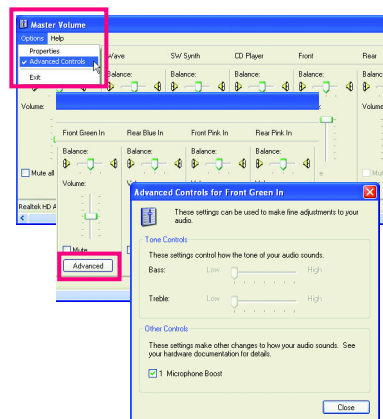 Master Volume
Options Help
Properties
Advanced Controls
Exit
Wave
SW Synth
CD Player
Front
Rear
Balance:
Balance:
Balance:
Balance:
Balanc
Volume:
Volume
Mute all
Mut
Realtek HD A
Front Green In
Rear Blue In
Front Pink In
Rear Pink In
Balance:
Balance:
Balance:
Balance:
Volume:
Mute
Advanced
Advanced Controls for Front Green In
These settings can be used to make fine adjustments to your
audio.
Tone Controls
These settings control how the tone of your audio sounds.
Bass: Low High
Treble: Low High
Other Controls
These settings make other changes to how your audio sounds. See
your hardware documentation for details.
1 Microphone Boost
Close